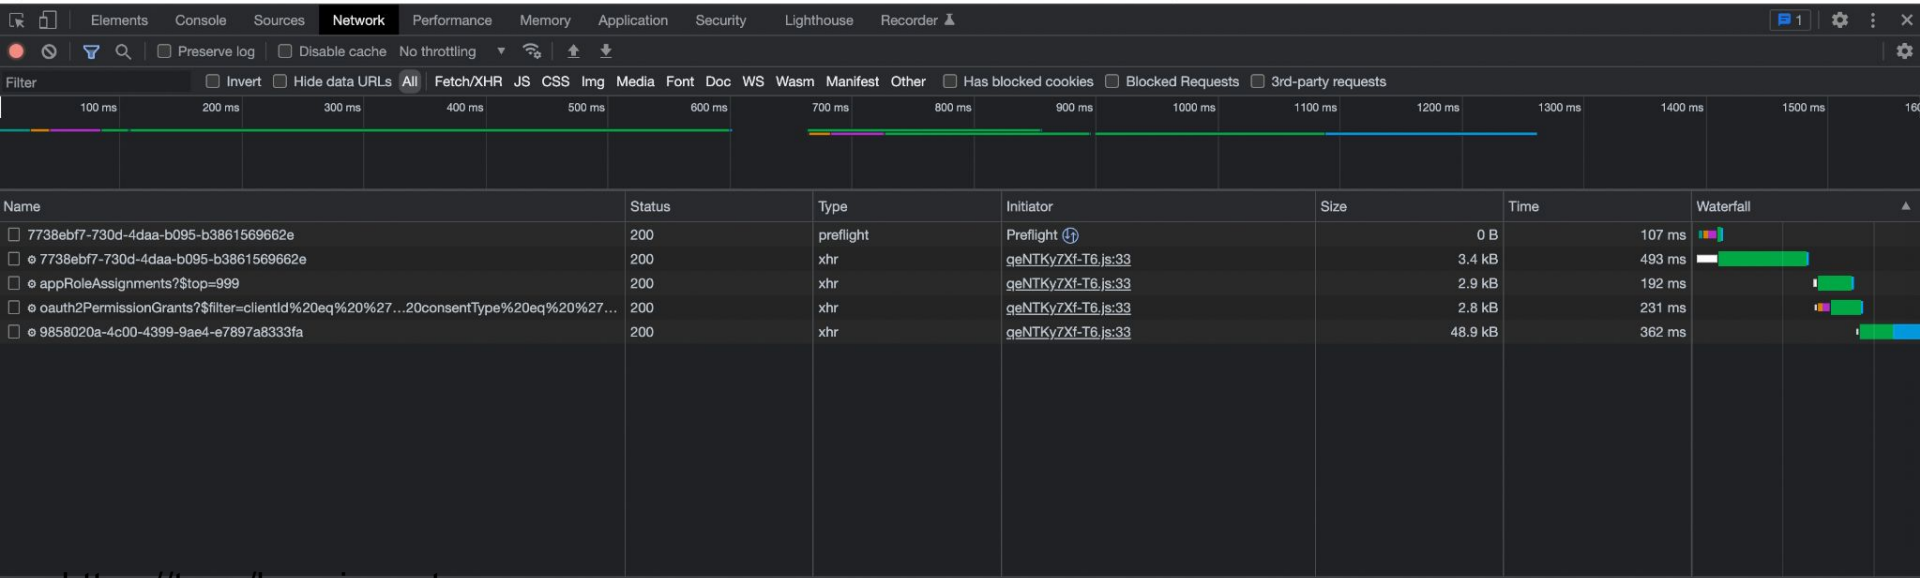 Elements Console Sources Network Performance Memory Application Security Lighthouse Recorder 1
Preserve log Disable cache No throttling
Filter Invert Hide data URLs All Fetch/XHR JS CSS Img Media Font Doc WS Wasm Manifest Other Has blocked cookies Blocked Requests 3rd-party requests
100 ms 200 ms 300 ms 400 ms 500 ms 600 ms 700 ms 800 ms 900 ms 1000 ms 1100 ms 1200 ms 1300 ms 1400 ms 1500 ms 160
Name Status Type Initiator Size Time Waterfall
7738ebf7-730d-4daa-b095-b3861569662e 200 preflight Preflight 0 B 107 ms
7738ebf7-730d-4daa-b095-b3861569662e 200 xhr qeNTKy7Xf-T6.js:33 3.4 kB 493 ms
appRoleAssignments?$top=999 200 xhr qeNTKy7Xf-T6.js:33 2.9 kB 192 ms
oauth2PermissionGrants?$filter=clientId%20eq%20%27...20consentType%20eq%20%27... 200 xhr qeNTKy7Xf-T6.js:33 2.8 kB 231 ms
9858020a-4c00-4399-9ae4-e7897a8333fa 200 xhr qeNTKy7Xf-T6.js:33 48.9 kB 362 ms